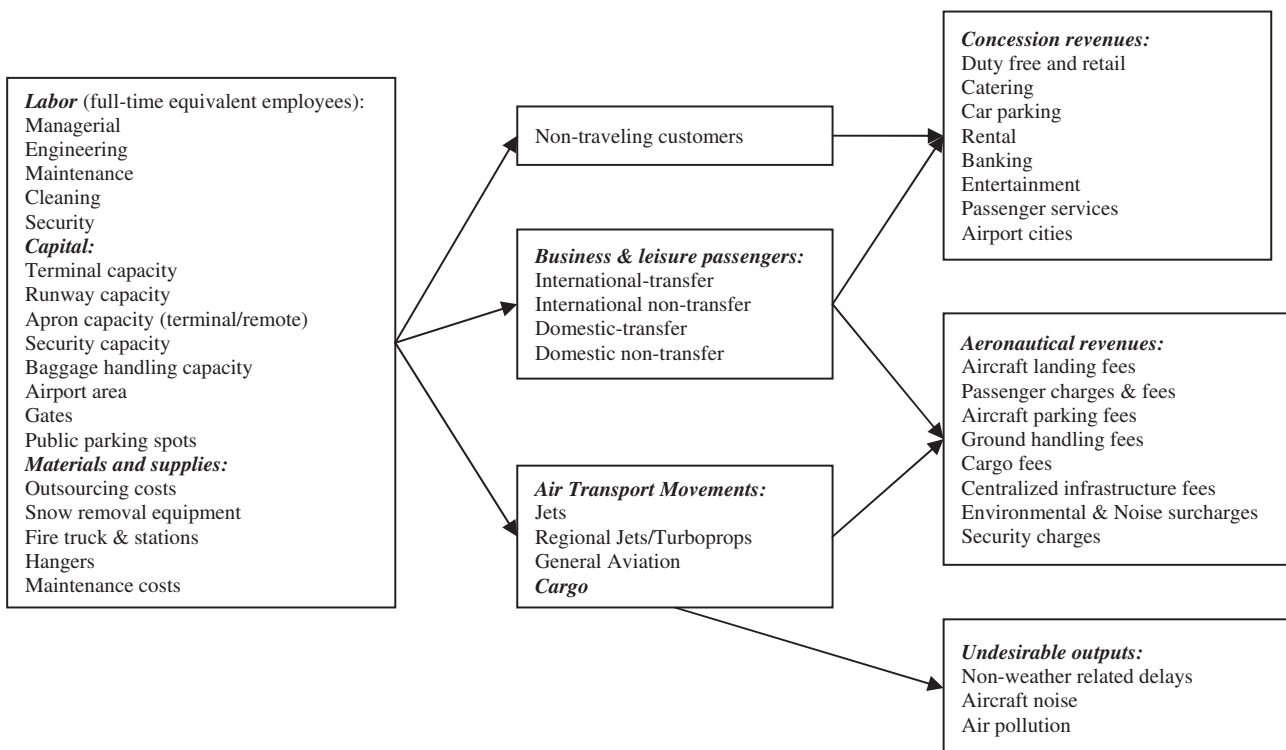 Labor (full-time equivalent employees):
Managerial
Engineering
Maintenance
Cleaning
Security
Capital:
Terminal capacity
Runway capacity
Apron capacity (terminal/remote)
Security capacity
Baggage handling capacity
Airport area
Gates
Public parking spots
Materials and supplies:
Outsourcing costs
Snow removal equipment
Fire truck & stations
Hangers
Maintenance costs
Non-traveling customers
Business & leisure passengers:
International-transfer
International non-transfer
Domestic-transfer
Domestic non-transfer
Air Transport Movements:
Jets
Regional Jets/Turboprops
General Aviation
Cargo
Concession revenues:
Duty free and retail
Catering
Car parking
Rental
Banking
Entertainment
Passenger services
Airport cities
Aeronautical revenues:
Aircraft landing fees
Passenger charges & fees
Aircraft parking fees
Ground handling fees
Cargo fees
Centralized infrastructure fees
Environmental & Noise surcharges
Security charges
Undesirable outputs:
Non-weather related delays
Aircraft noise
Air pollution